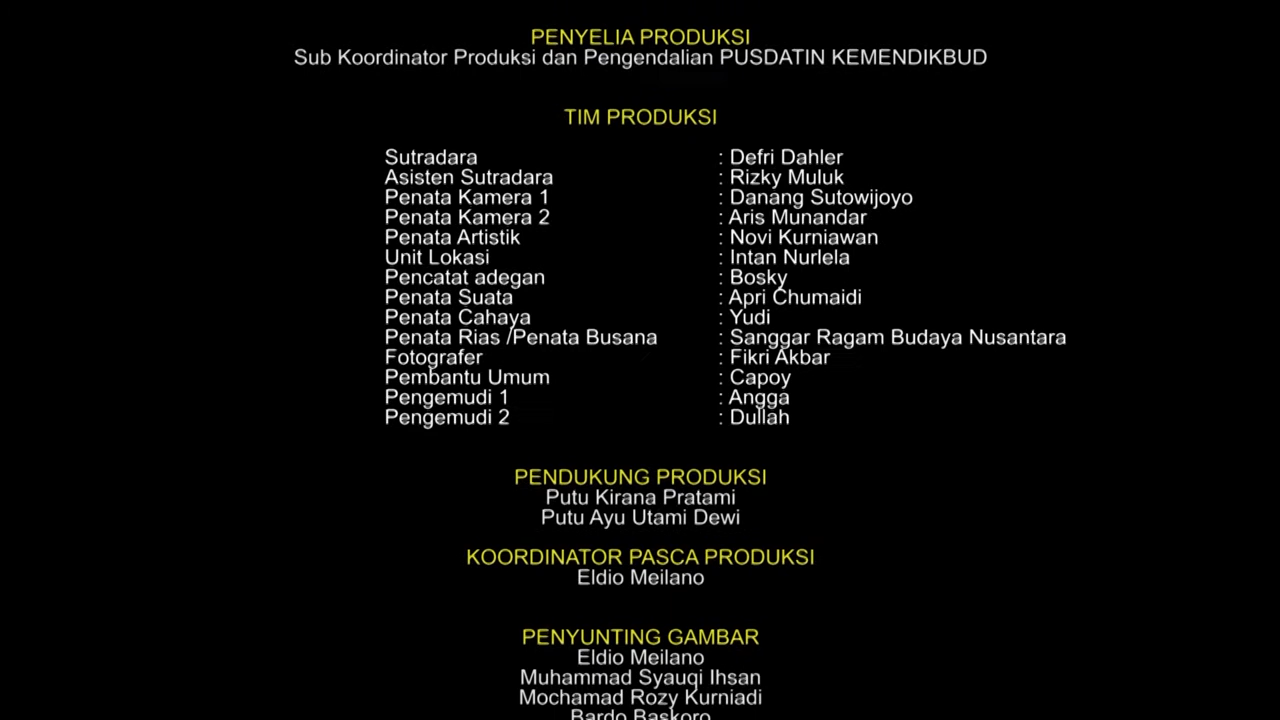 PENYELIA PRODUKSI
Sub Koordinator Produksi dan Pengendalian PUSDATIN KEMENDIKBUD
TIM PRODUKSI
Sutradara : Defri Dahler
Asisten Sutradara : Rizky Muluk
Penata Kamera 1 : Danang Sutowijoyo
Penata Kamera 2 : Aris Munandar
Penata Artistik : Novi Kurniawan
Unit Lokasi : Intan Nurlela
Pencatat adegan : Bosky
Penata Suata : Apri Chumaidi
Penata Cahaya : Yudi
Penata Rias /Penata Busana : Sanggar Ragam Budaya Nusantara
Fotografer : Fikri Akbar
Pembantu Umum : Capoy
Pengemudi 1 : Angga
Pengemudi 2 : Dullah
PENDUKUNG PRODUKSI
Putu Kirana Pratami
Putu Ayu Utami Dewi
KOORDINATOR PASCA PRODUKSI
Eldio Meilano
PENYUNTING GAMBAR
Eldio Meilano
Muhammad Syauqi Ihsan
Mochamad Rozy Kurniadi
Bardo Baskoro